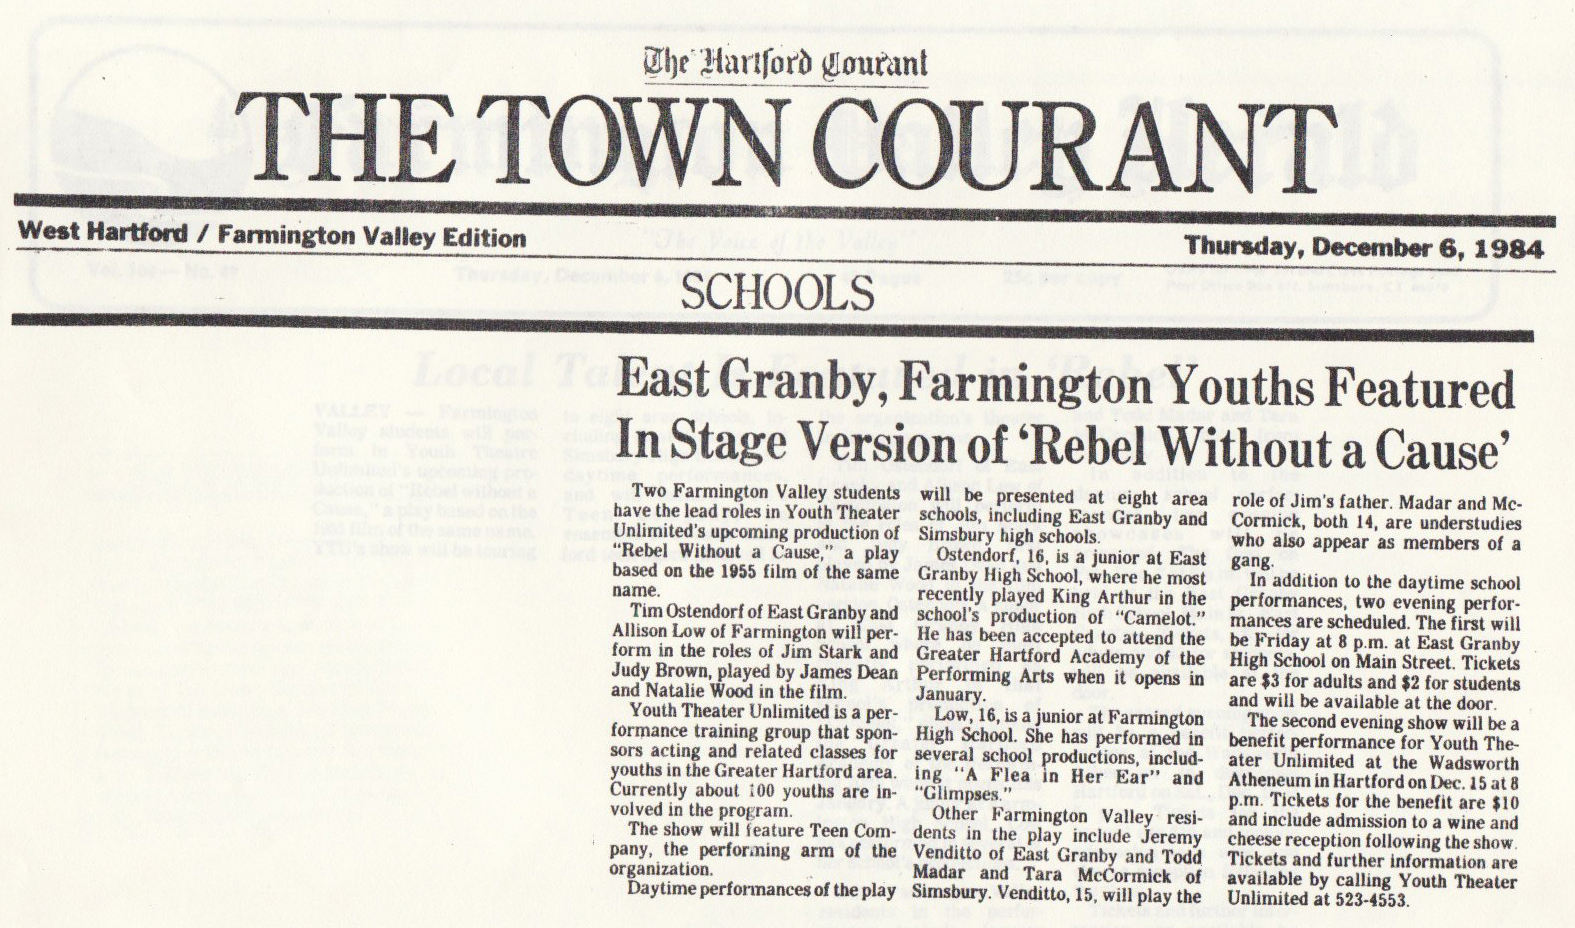 The Hartford Courant
THE TOWN COURANT
West Hartford / Farmington Valley Edition
Thursday, December 6, 1984
SCHOOLS
East Granby, Farmington Youths Featured
In Stage Version of ‘Rebel Without a Cause’
Two Farmington Valley students
have the lead roles in Youth Theater
Unlimited's upcoming production of
"Rebel Without a Cause," a play
based on the 1955 film of the same
name.
Tim Ostendorf of East Granby and
Allison Low of Farmington will per-
form in the roles of Jim Stark and
Judy Brown, played by James Dean
and Natalie Wood in the film.
Youth Theater Unlimited is a per-
formance training group that spon-
sors acting and related classes for
youths in the Greater Hartford area.
Currently about 100 youths are in-
volved in the program.
The show will feature Teen Com-
pany, the performing arm of the
organization.
Daytime performances of the play
will be presented at eight area
schools, including East Granby and
Simsbury high schools.
Ostendorf, 16, is a junior at East
Granby High School, where he most
recently played King Arthur in the
school's production of "Camelot."
He has been accepted to attend the
Greater Hartford Academy of the
Performing Arts when it opens in
January.
Low, 16, is a junior at Farmington
High School. She has performed in
several school productions, includ-
ing "A Flea in Her Ear" and
"Glimpses."
Other Farmington Valley resi-
dents in the play include Jeremy
Venditto of East Granby and Todd
Madar and Tara McCormick of
Simsbury. Venditto, 15, will play the
role of Jim's father. Madar and Mc-
Cormick, both 14, are understudies
who also appear as members of a
gang.
In addition to the daytime school
performances, two evening perfor-
mances are scheduled. The first will
be Friday at 8 p.m. at East Granby
High School on Main Street. Tickets
are $3 for adults and $2 for students
and will be available at the door.
The second evening show will be a
benefit performance for Youth The-
ater Unlimited at the Wadsworth
Atheneum in Hartford on Dec. 15 at 8
p.m. Tickets for the benefit are $10
and include admission to a wine and
cheese reception following the show.
Tickets and further information are
available by calling Youth Theater
Unlimited at 523-4553.